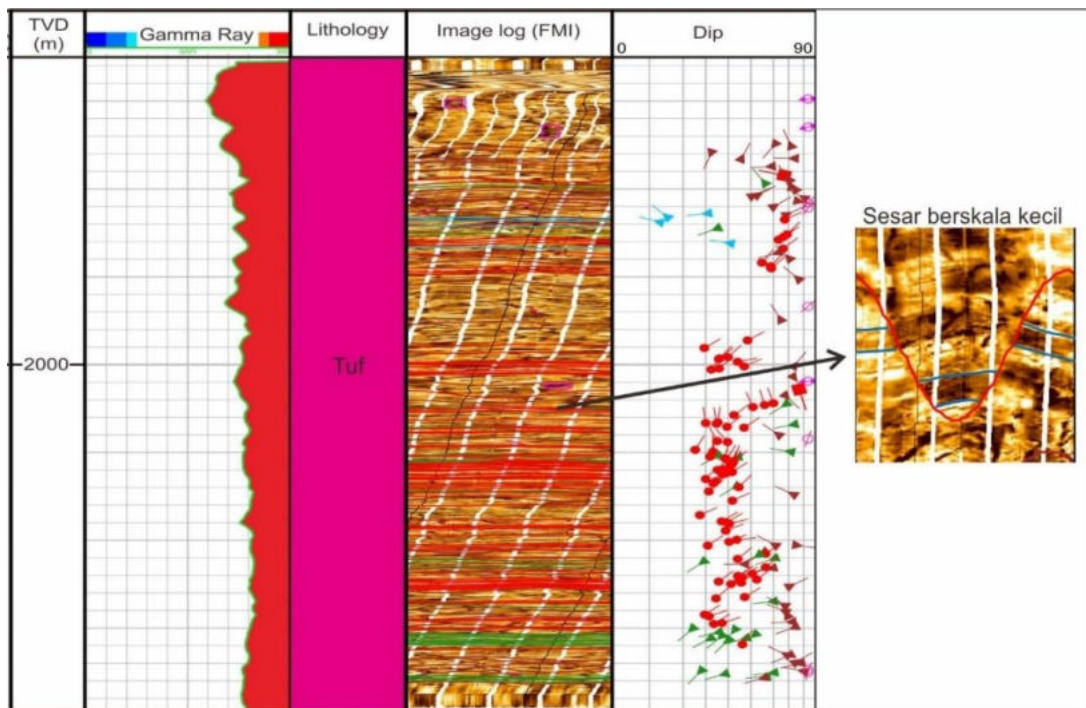 TVD
(m)
Gamma Ray
Lithology
Image log (FMI)
Dip
0
90
Sesar berskala kecil
2000
Tuf